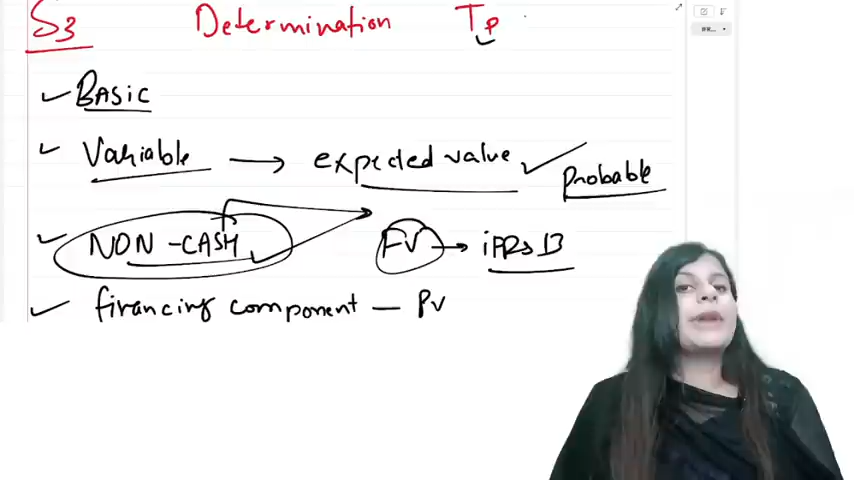 S3 Determination Tp
BASIC
Variable → expected value Probable
NON-CASH FV → iFRS 13
financing component — PV